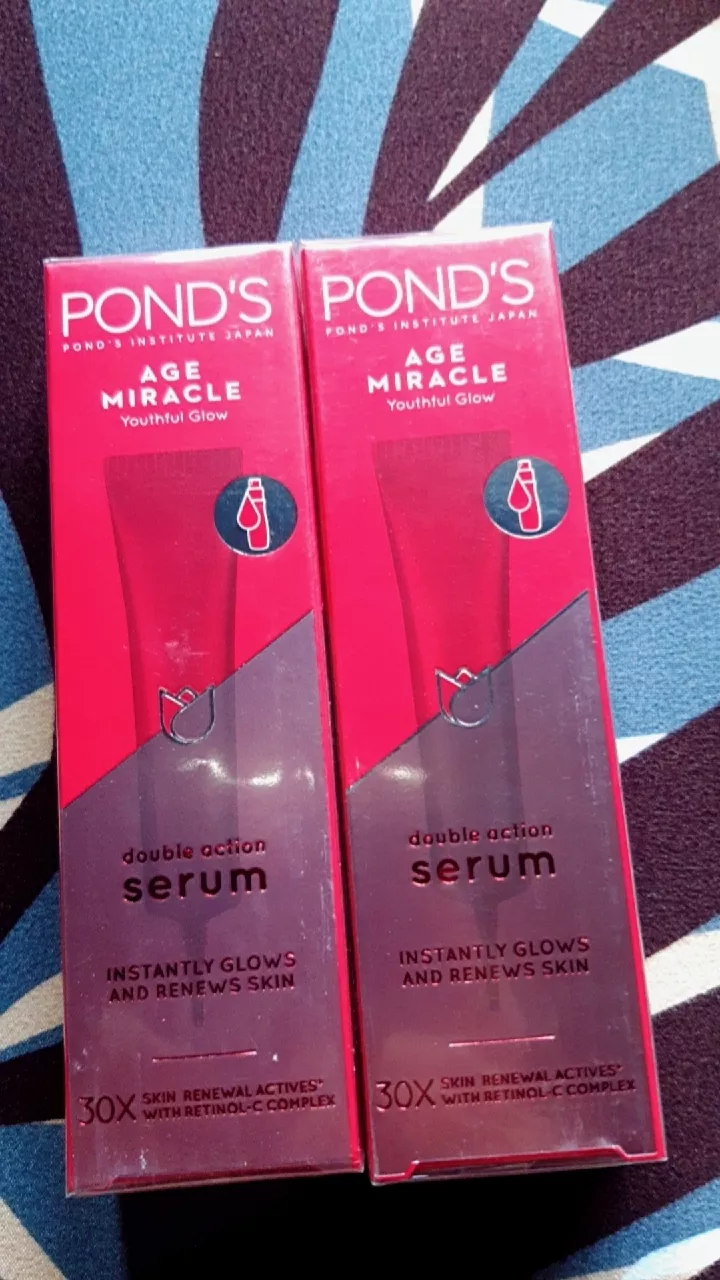 POND'S
POND'S INSTITUTE JAPAN
AGE
MIRACLE
Youthful Glow
double action
serum
INSTANTLY GLOWS
AND RENEWS SKIN
30X SKIN RENEWAL ACTIVES*
WITH RETINOL-C COMPLEX
POND'S
POND'S INSTITUTE JAPAN
AGE
MIRACLE
Youthful Glow
double action
serum
INSTANTLY GLOWS
AND RENEWS SKIN
30X SKIN RENEWAL ACTIVES*
WITH RETINOL-C COMPLEX